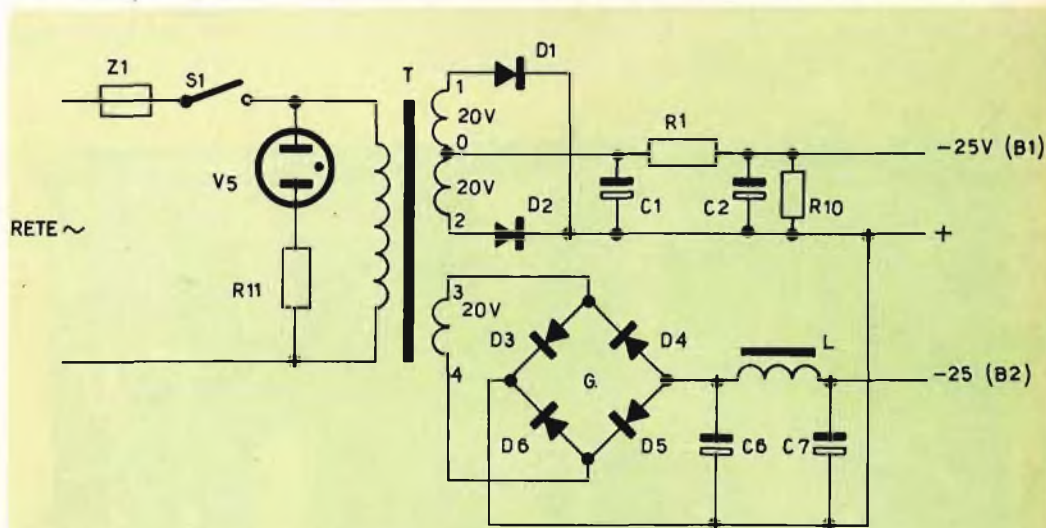 Z1
S1
T
D1
1
20V
0
20V
2
R1
-25V (B1)
V5
C1
C2
R10
D2
RETE ~
+
R11
3
20V
4
D3
D4
G.
D6
D5
L
-25 (B2)
C6
C7